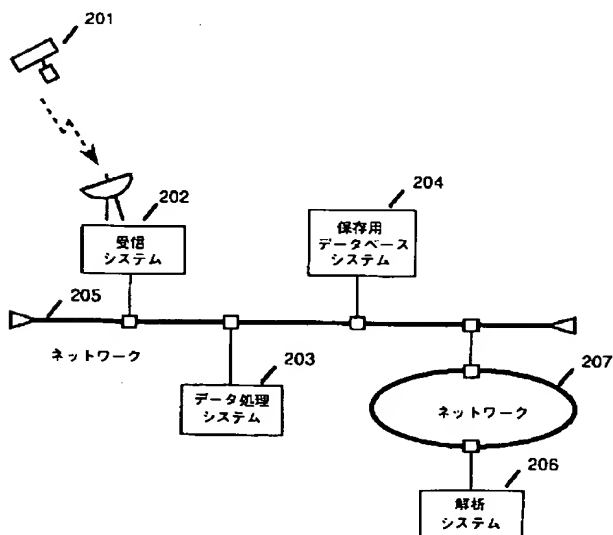 201
202
受信
システム
204
保存用
データベース
システム
205
ネットワーク
203
データ処理
システム
207
ネットワーク
206
解析
システム